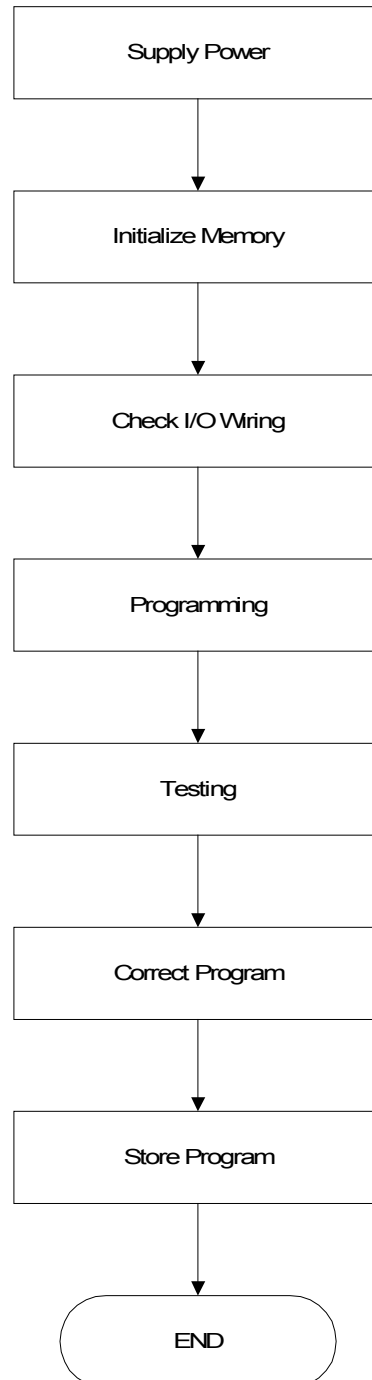 Supply Power
Initialize Memory
Check I/O Wiring
Programming
Testing
Correct Program
Store Program
END